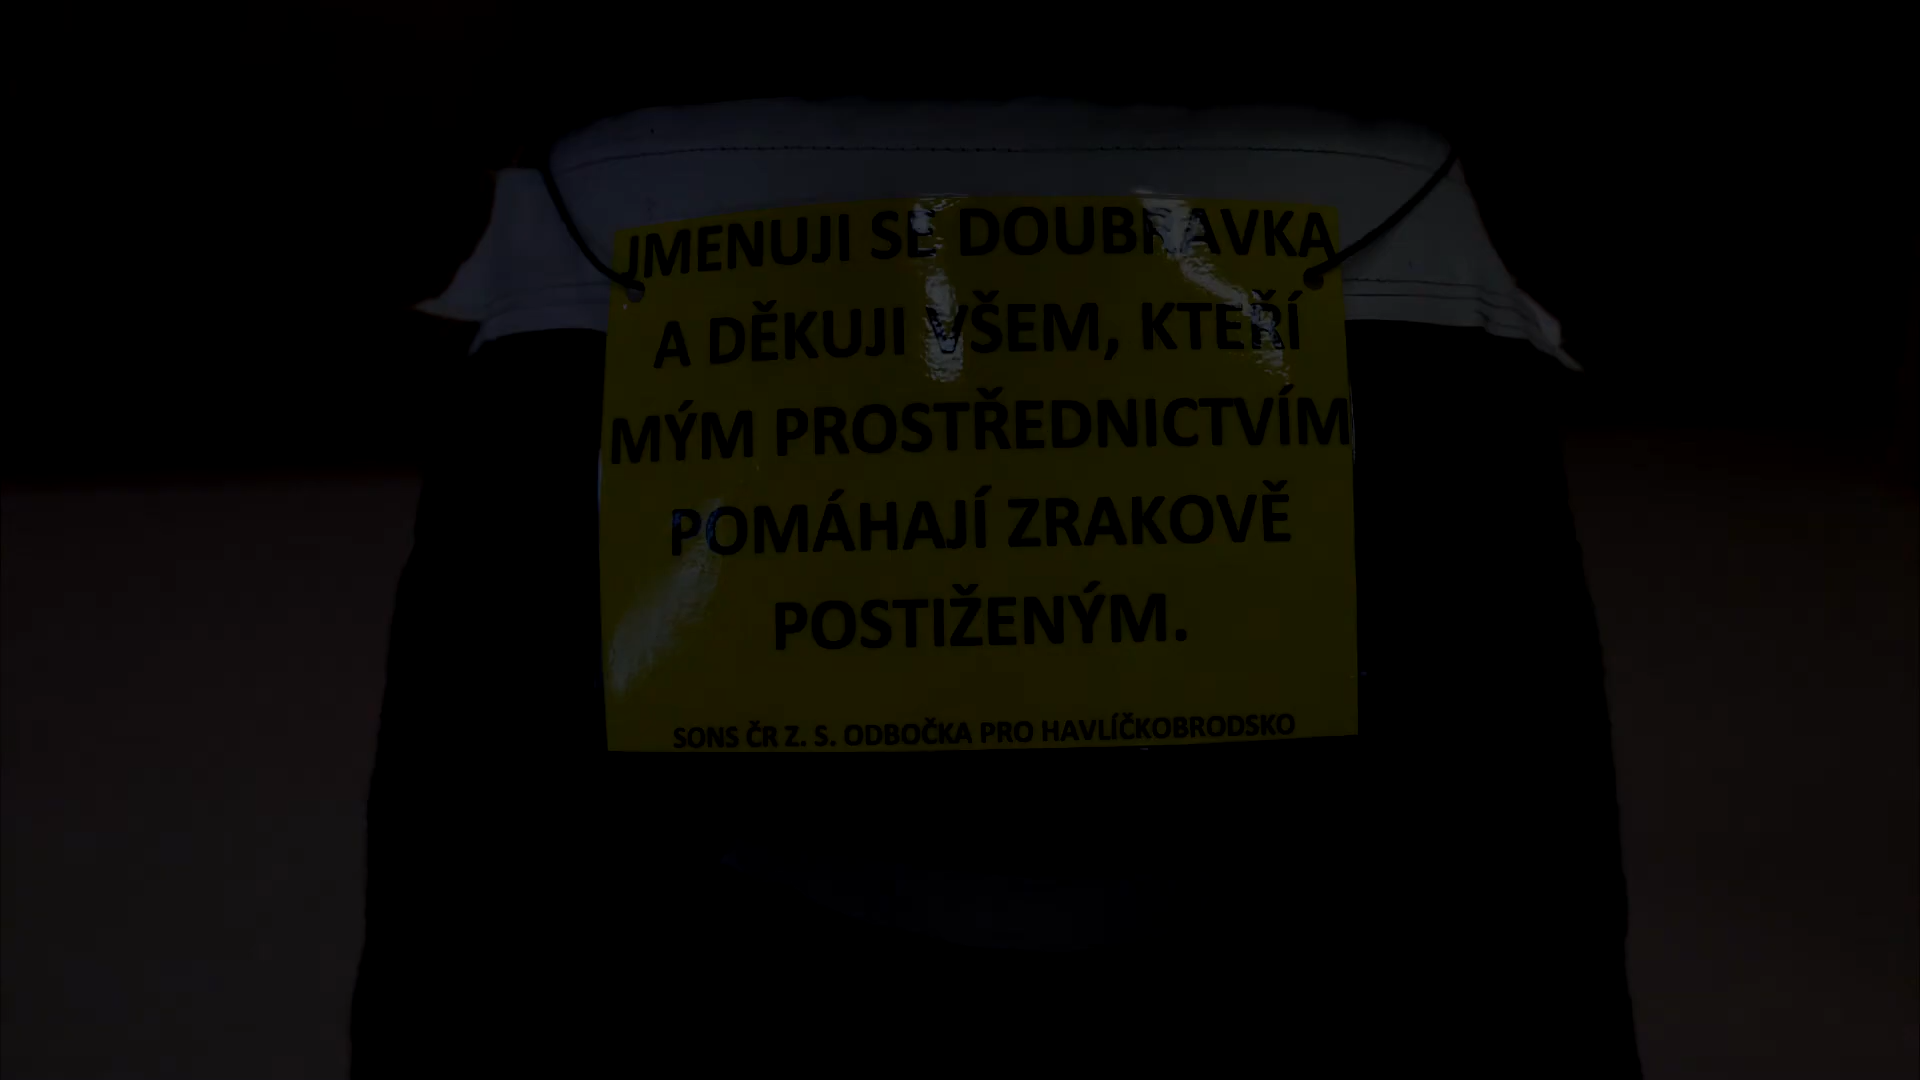 JMENUJI SE DOUBRAVKA
A DĚKUJI VŠEM, KTEŘÍ
MÝM PROSTŘEDNICTVÍM
POMÁHAJÍ ZRAKOVĚ
POSTIŽENÝM.
SONS ČR Z. S. ODBOČKA PRO HAVLÍČKOBRODSKO